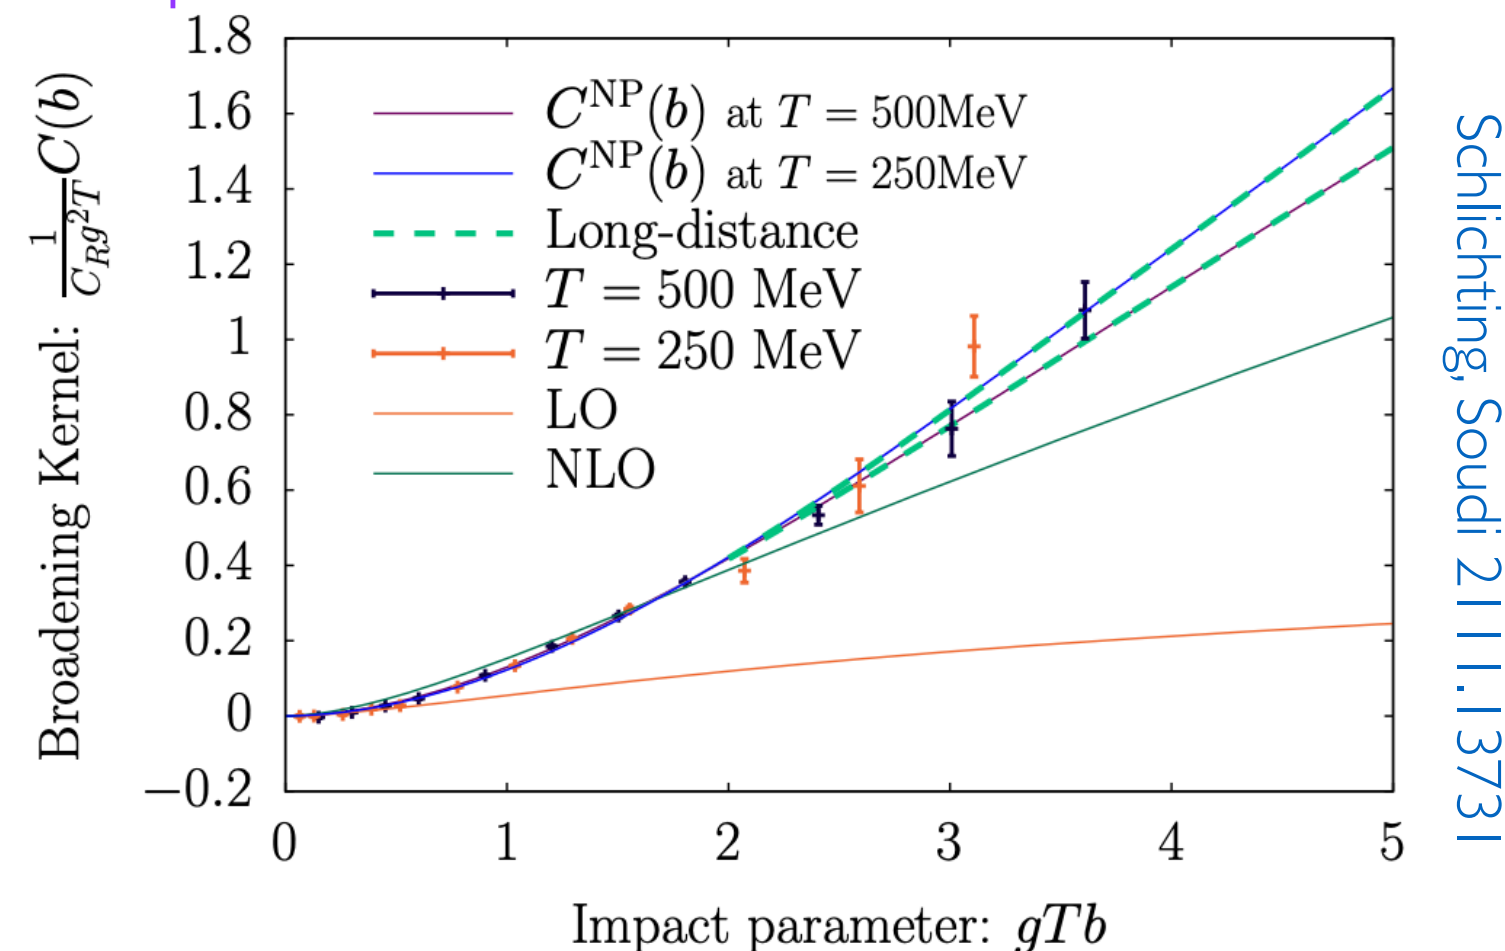 1.8
1.6
1.4
1.2
1
0.8
0.6
0.4
0.2
0
−0.2
Broadening Kernel: 1/(C_R g²T) C(b)
C^NP(b) at T = 500MeV
C^NP(b) at T = 250MeV
Long-distance
T = 500 MeV
T = 250 MeV
LO
NLO
0 1 2 3 4 5
Impact parameter: gTb
Schlichting, Soudi 2111.13731